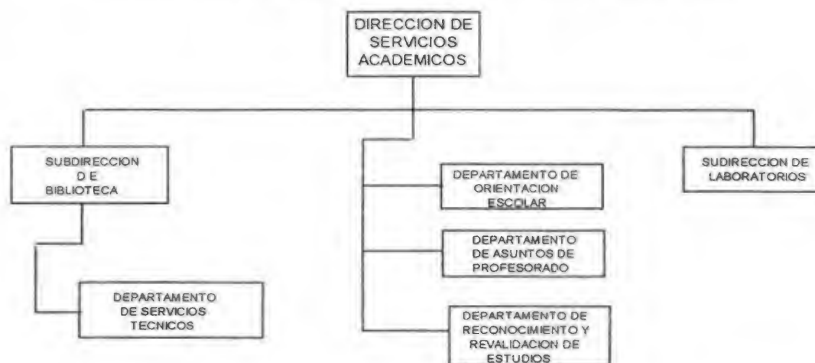 DIRECCION DE
SERVICIOS
ACADEMICOS
SUBDIRECCION
D E
BIBLIOTECA
SUDIRECCION DE
LABORATORIOS
DEPARTAMENTO DE
ORIENTACION
ESCOLAR
DEPARTAMENTO
DE ASUNTOS DE
PROFESORADO
DEPARTAMENTO
DE SERVICIOS
TECNICOS
DEPARTAMENTO DE
RECONOCIMIENTO Y
REVALIDACION DE
ESTUDIOS